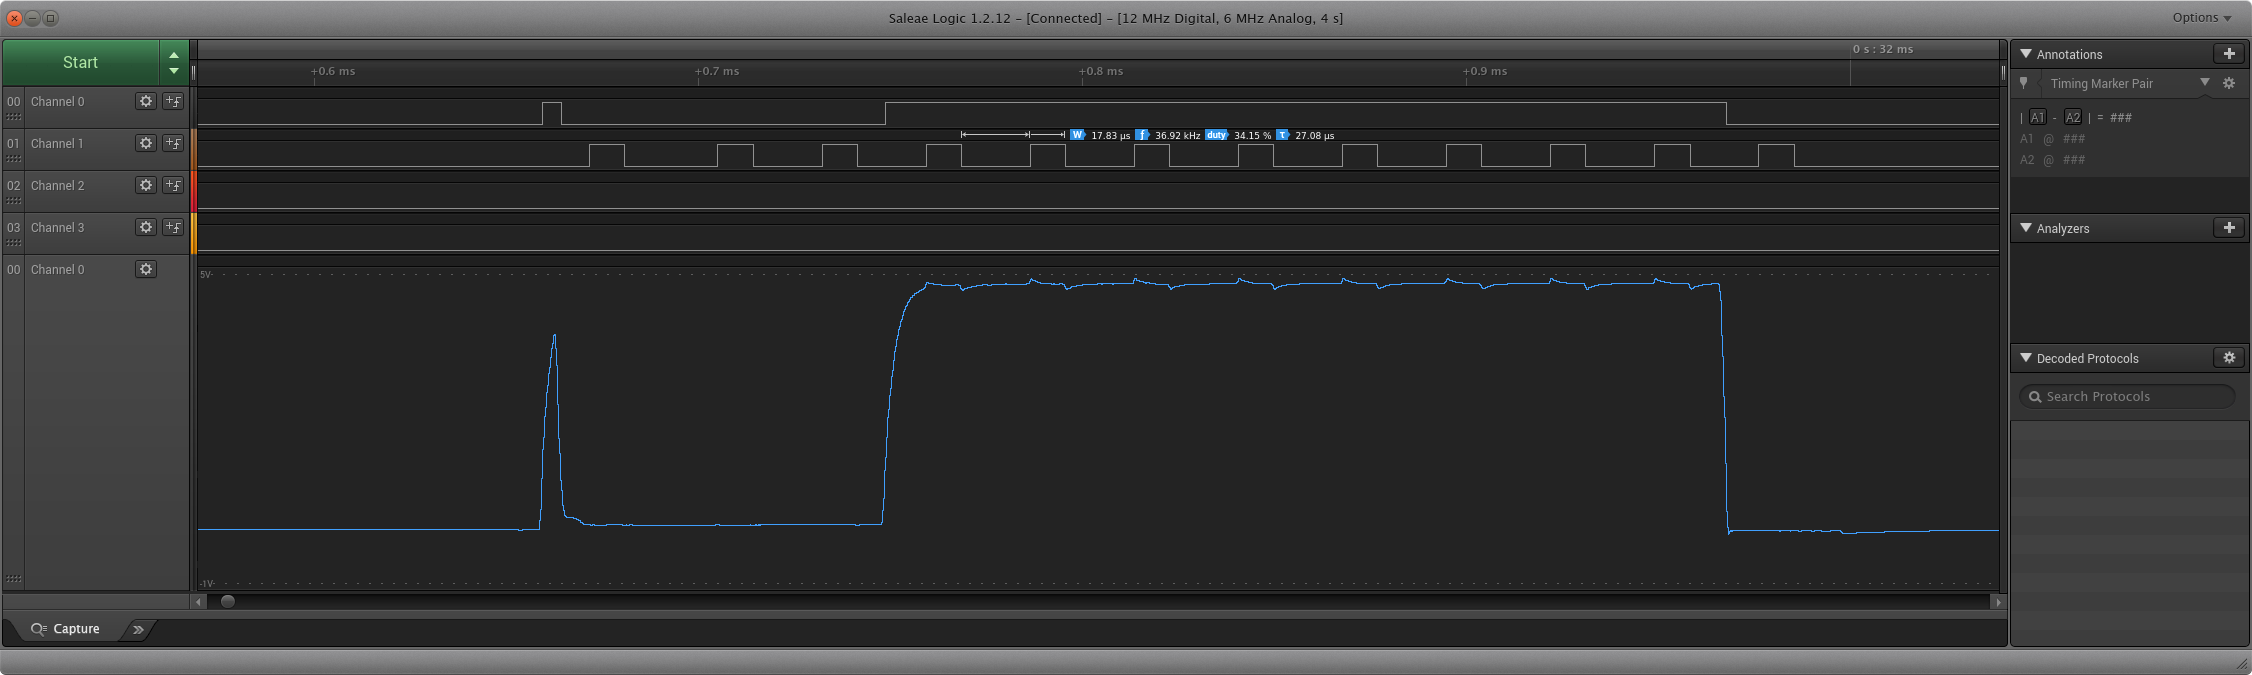 Saleae Logic 1.2.12 - [Connected] - [12 MHz Digital, 6 MHz Analog, 4 s]
Options
Start
0 s : 32 ms
+0.6 ms +0.7 ms +0.8 ms +0.9 ms
00 Channel 0
01 Channel 1
W 17.83 µs f 36.92 kHz duty 34.15 % T 27.08 µs
02 Channel 2
03 Channel 3
00 Channel 0
5V
-1V
Capture
Annotations
Timing Marker Pair
| A1 - A2 | = ###
A1 @ ###
A2 @ ###
Analyzers
Decoded Protocols
Search Protocols